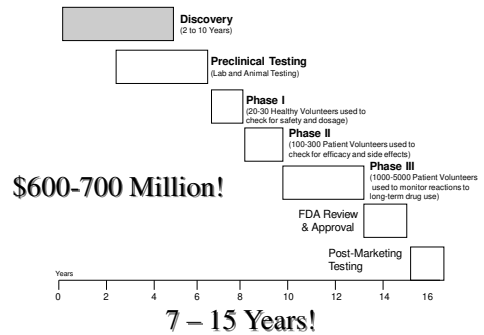 Discovery
(2 to 10 Years)
Preclinical Testing
(Lab and Animal Testing)
Phase I
(20-30 Healthy Volunteers used to
check for safety and dosage)
Phase II
(100-300 Patient Volunteers used to
check for efficacy and side effects)
Phase III
(1000-5000 Patient Volunteers
used to monitor reactions to
long-term drug use)
$600-700 Million!
FDA Review
& Approval
Post-Marketing
Testing
Years
0 2 4 6 8 10 12 14 16
7 – 15 Years!